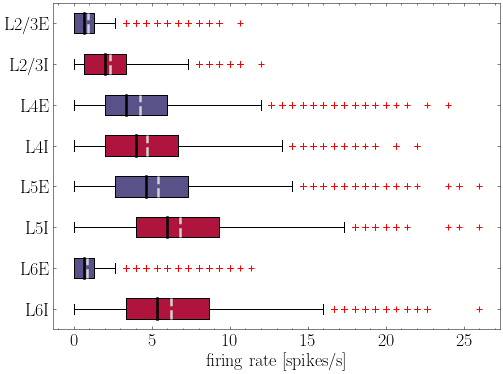 L2/3E
L2/3I
L4E
L4I
L5E
L5I
L6E
L6I
0 5 10 15 20 25
firing rate [spikes/s]